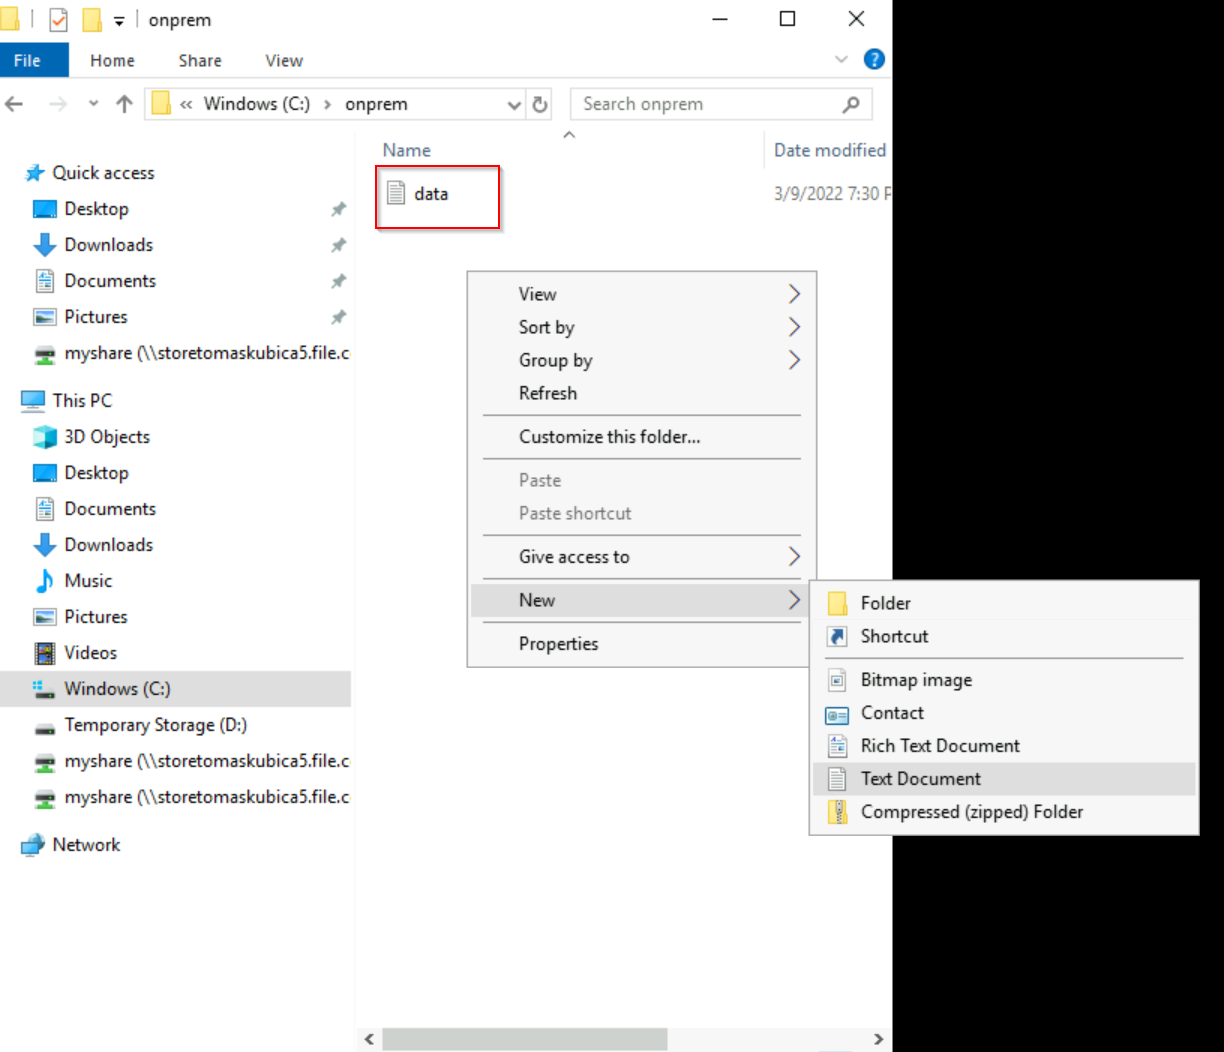 onprem
File Home Share View
?
« Windows (C:) › onprem
Search onprem
Name Date modified
data 3/9/2022 7:30 P
Quick access
Desktop
Downloads
Documents
Pictures
myshare (\\storetomaskubica5.file.c
This PC
3D Objects
Desktop
Documents
Downloads
Music
Pictures
Videos
Windows (C:)
Temporary Storage (D:)
myshare (\\storetomaskubica5.file.c
myshare (\\storetomaskubica5.file.c
Network
View
Sort by
Group by
Refresh
Customize this folder...
Paste
Paste shortcut
Give access to
New
Properties
Folder
Shortcut
Bitmap image
Contact
Rich Text Document
Text Document
Compressed (zipped) Folder